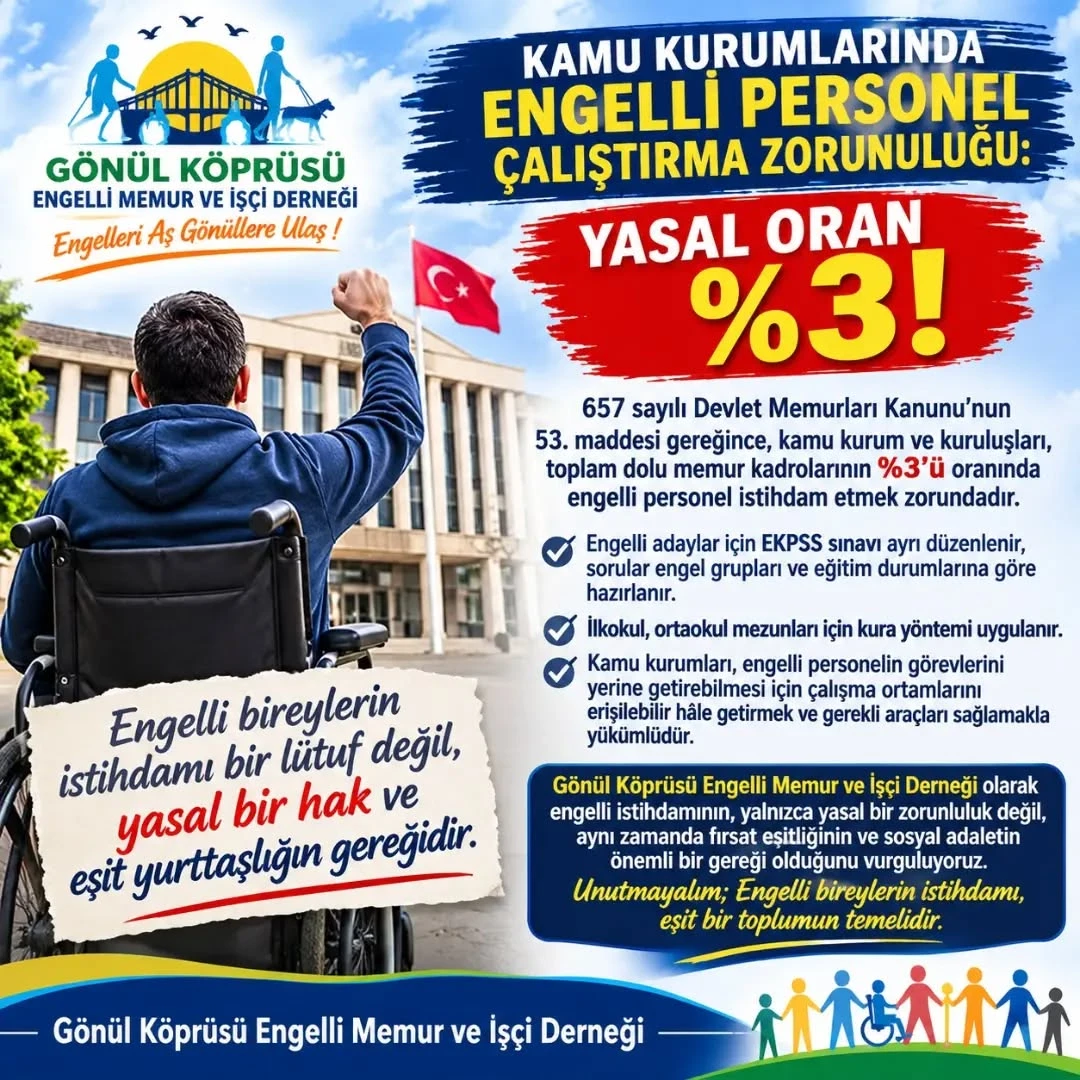 GÖNÜL KÖPRÜSÜ
ENGELLİ MEMUR VE İŞÇİ DERNEĞİ
Engelleri Aş Gönüllere Ulaş !
KAMU KURUMLARINDA
ENGELLİ PERSONEL
ÇALIŞTIRMA ZORUNULUĞU:
YASAL ORAN
%3!
657 sayılı Devlet Memurları Kanunu'nun
53. maddesi gereğince, kamu kurum ve kuruluşları,
toplam dolu memur kadrolarının %3'ü oranında
engelli personel istihdam etmek zorundadır.
Engelli adaylar için EKPSS sınavı ayrı düzenlenir,
sorular engel grupları ve eğitim durumlarına göre
hazırlanır.
İlkokul, ortaokul mezunları için kura yöntemi uygulanır.
Kamu kurumları, engelli personelin görevlerini
yerine getirebilmesi için çalışma ortamlarını
erişilebilir hâle getirmek ve gerekli araçları sağlamakla
yükümlüdür.
Engelli bireylerin
istihdamı bir lütuf değil,
yasal bir hak ve
eşit yurttaşlığın gereğidir.
Gönül Köprüsü Engelli Memur ve İşçi Derneği olarak
engelli istihdamının, yalnızca yasal bir zorunluluk değil,
aynı zamanda fırsat eşitliğinin ve sosyal adaletin
önemli bir gereği olduğunu vurguluyoruz.
Unutmayalım; Engelli bireylerin istihdamı,
eşit bir toplumun temelidir.
Gönül Köprüsü Engelli Memur ve İşçi Derneği